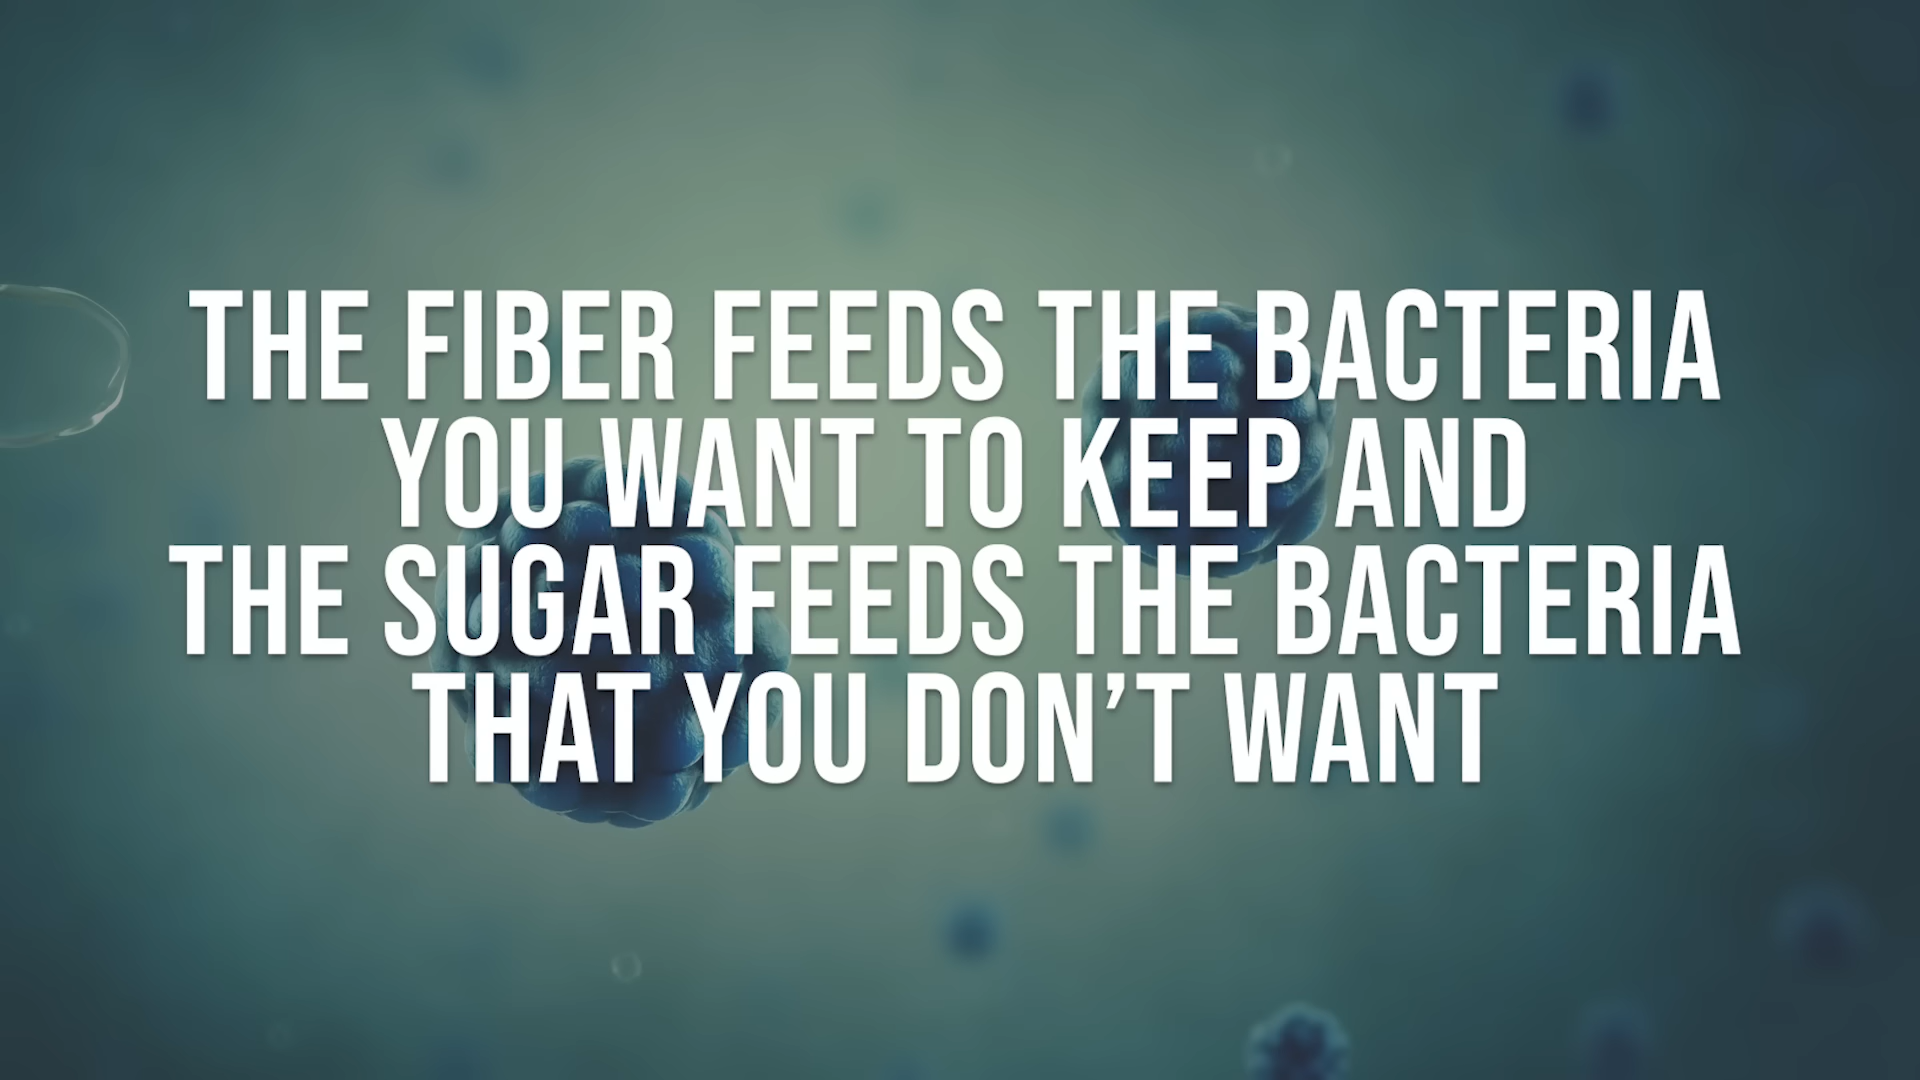 THE FIBER FEEDS THE BACTERIA
YOU WANT TO KEEP AND
THE SUGAR FEEDS THE BACTERIA
THAT YOU DON’T WANT